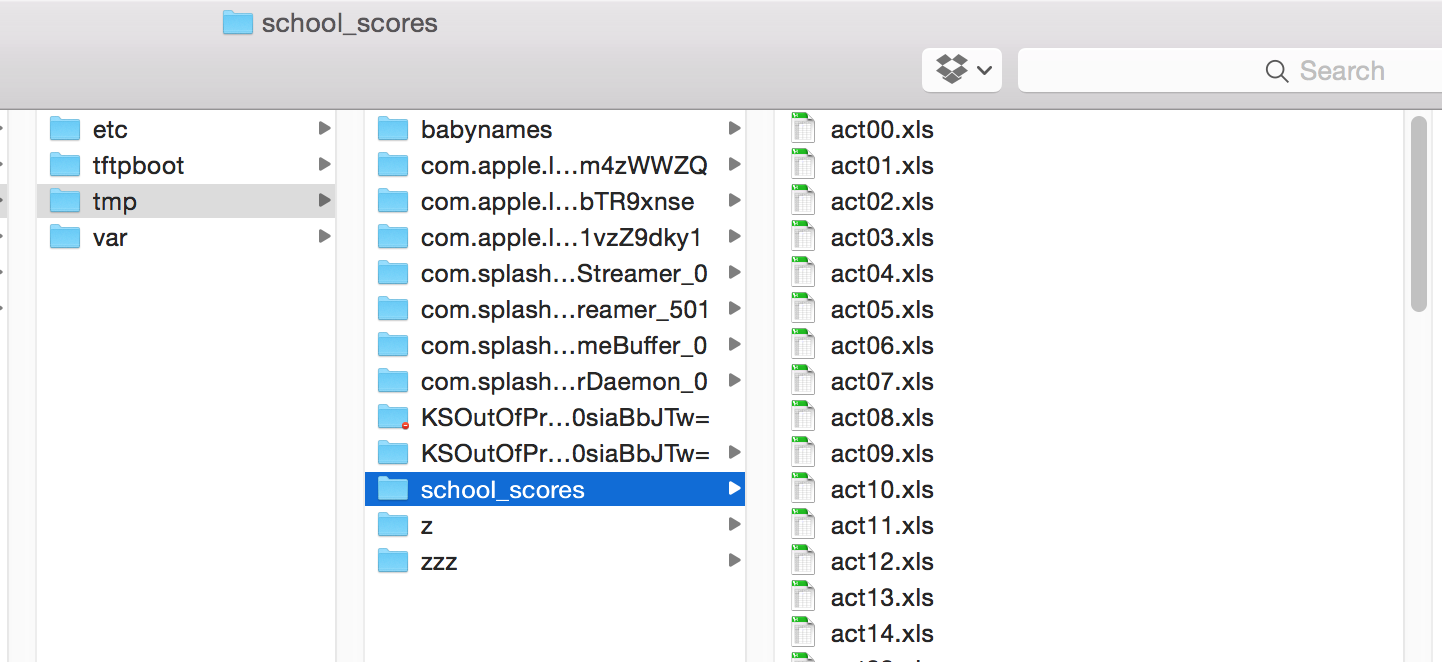 school_scores
Search
etc
tftpboot
tmp
var
babynames
com.apple.l...m4zWWZQ
com.apple.l...bTR9xnse
com.apple.l...1vzZ9dky1
com.splash...Streamer_0
com.splash...reamer_501
com.splash...meBuffer_0
com.splash...rDaemon_0
KSOutOfPr...0siaBbJTw=
KSOutOfPr...0siaBbJTw=
school_scores
z
zzz
act00.xls
act01.xls
act02.xls
act03.xls
act04.xls
act05.xls
act06.xls
act07.xls
act08.xls
act09.xls
act10.xls
act11.xls
act12.xls
act13.xls
act14.xls